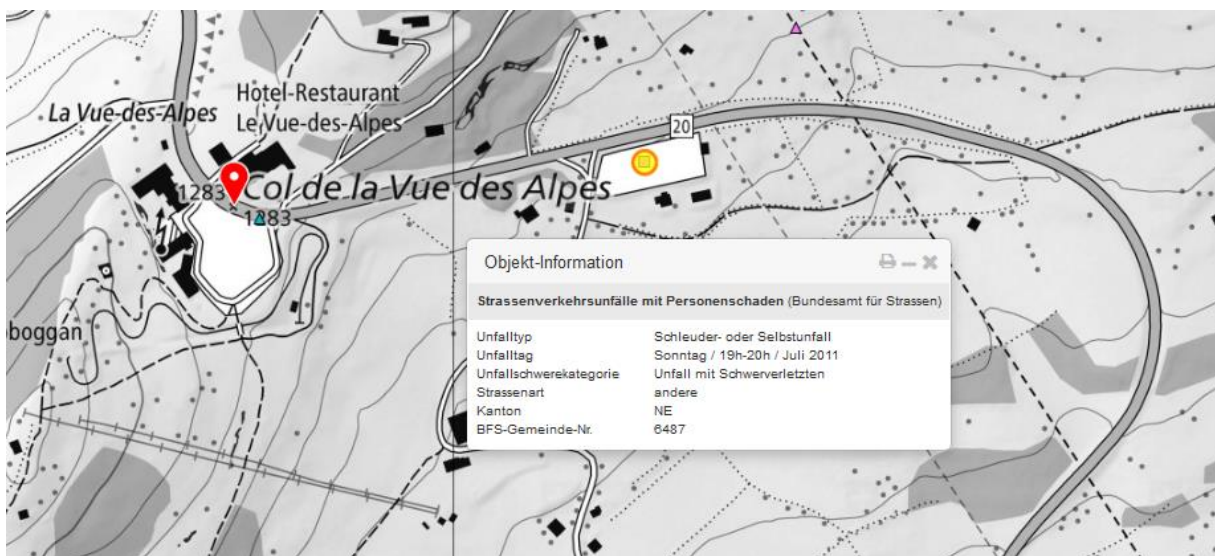 Hotel-Restaurant
La Vue-des-Alpes
Le Vue-des-Alpes
20
1283
Col de la Vue des Alpes
1283
Objekt-Information
Strassenverkehrsunfälle mit Personenschaden (Bundesamt für Strassen)
Unfalltyp Schleuder- oder Selbstunfall
Unfalltag Sonntag / 19h-20h / Juli 2011
Unfallschwerekategorie Unfall mit Schwerverletzten
Strassenart andere
Kanton NE
BFS-Gemeinde-Nr. 6487
oboggan